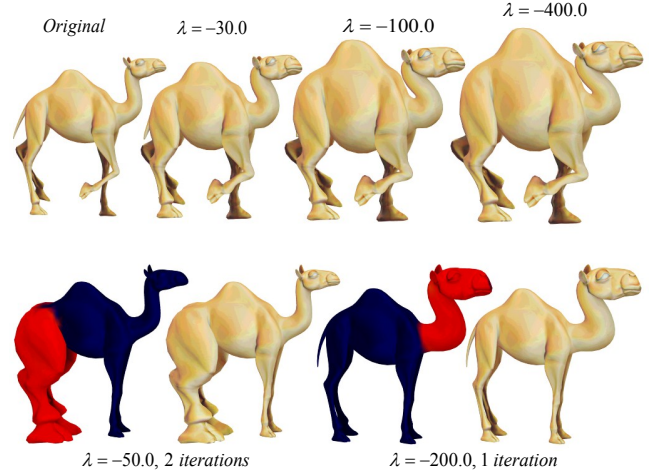 Original
λ = −30.0
λ = −100.0
λ = −400.0
λ = −50.0, 2 iterations
λ = −200.0, 1 iteration